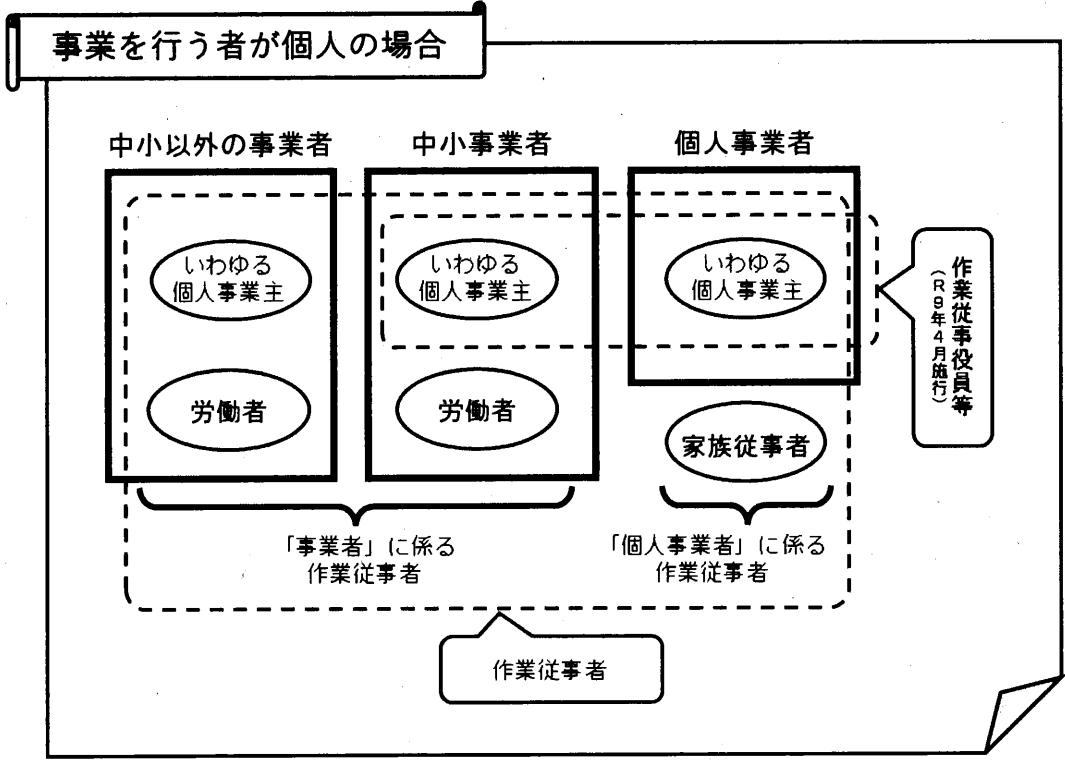 事業を行う者が個人の場合
中小以外の事業者
中小事業者
個人事業者
いわゆる
個人事業主
いわゆる
個人事業主
いわゆる
個人事業主
作業従事役員等
(R9年4月施行)
労働者
労働者
家族従事者
「事業者」に係る
作業従事者
「個人事業者」に係る
作業従事者
作業従事者